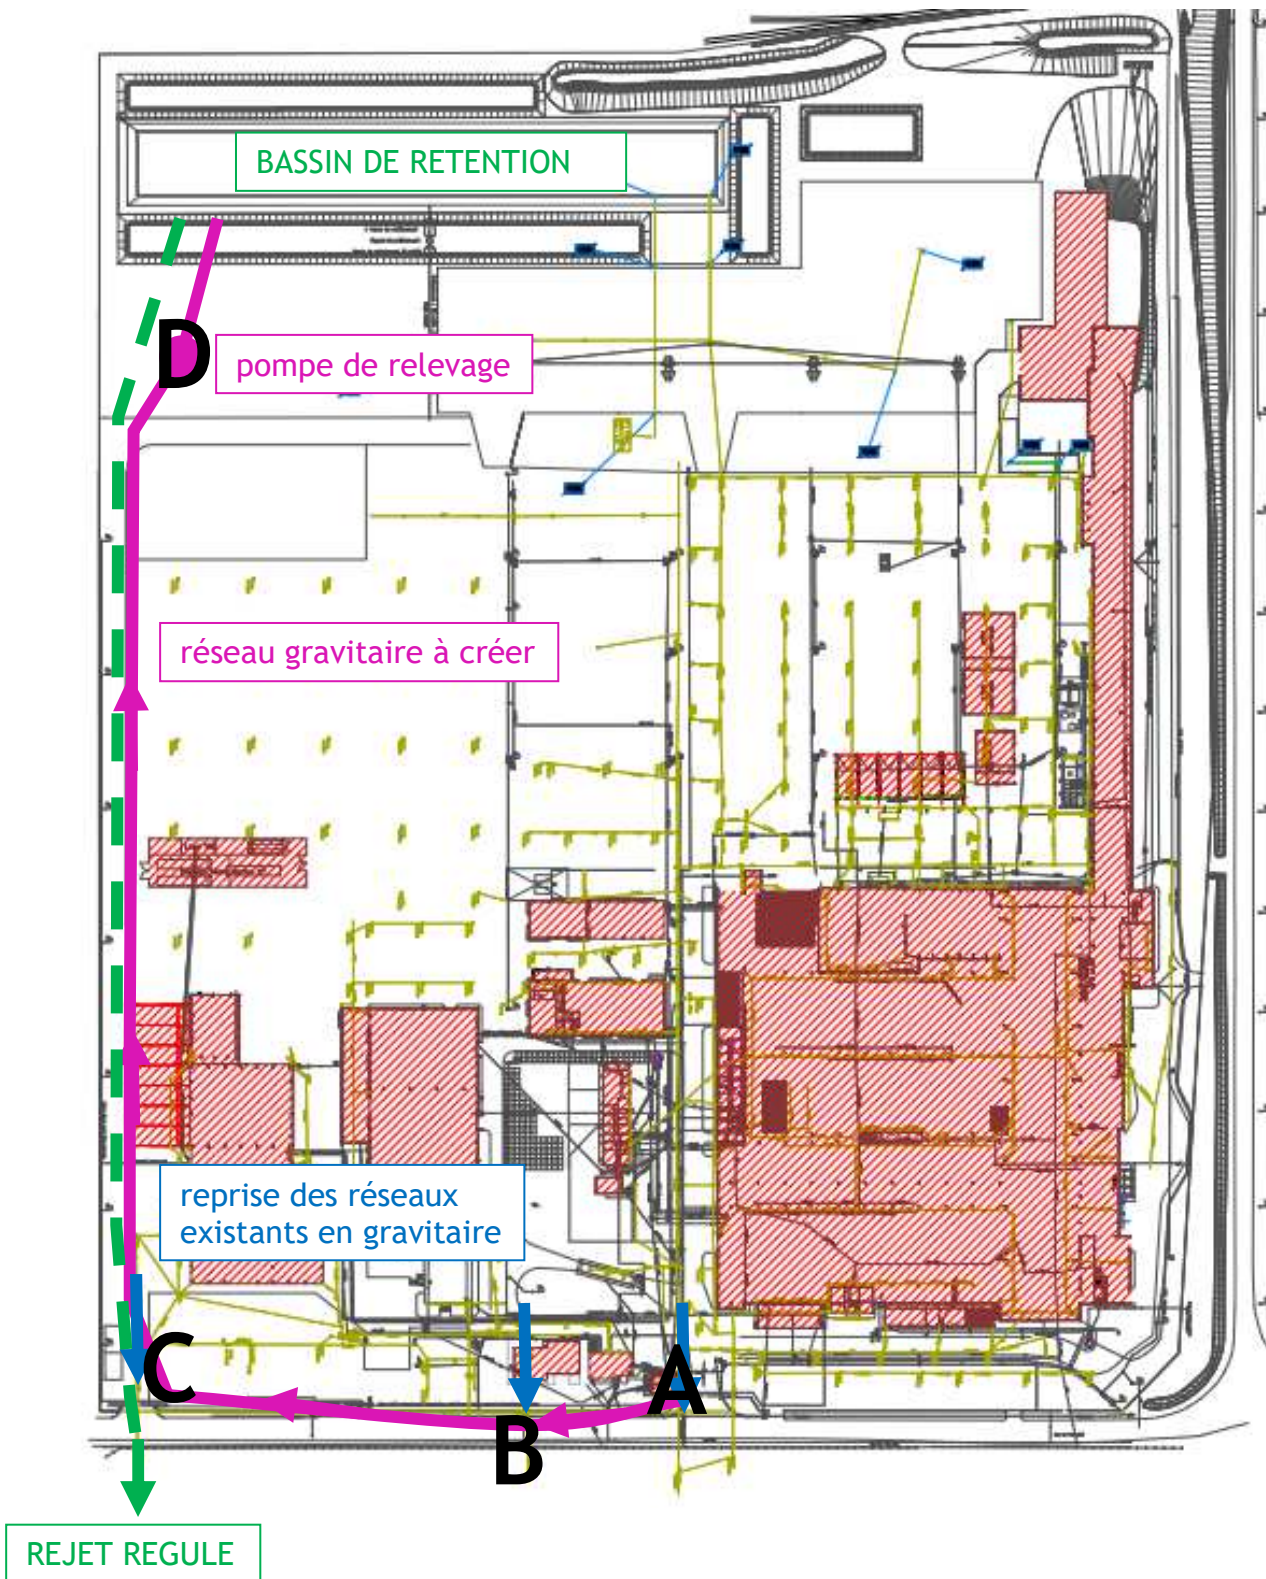 BASSIN DE RETENTION
D
pompe de relevage
réseau gravitaire à créer
reprise des réseaux
existants en gravitaire
C
A
B
REJET REGULE